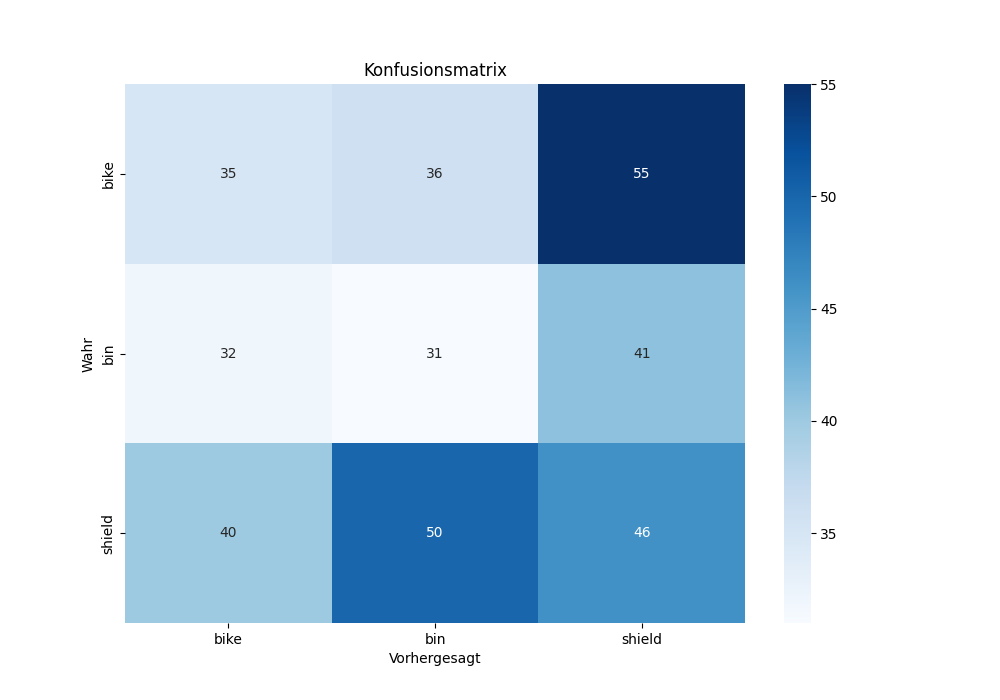 Konfusionsmatrix
Wahr
bike
35
36
55
bin
32
31
41
shield
40
50
46
bike
bin
shield
Vorhergesagt
55
50
45
40
35